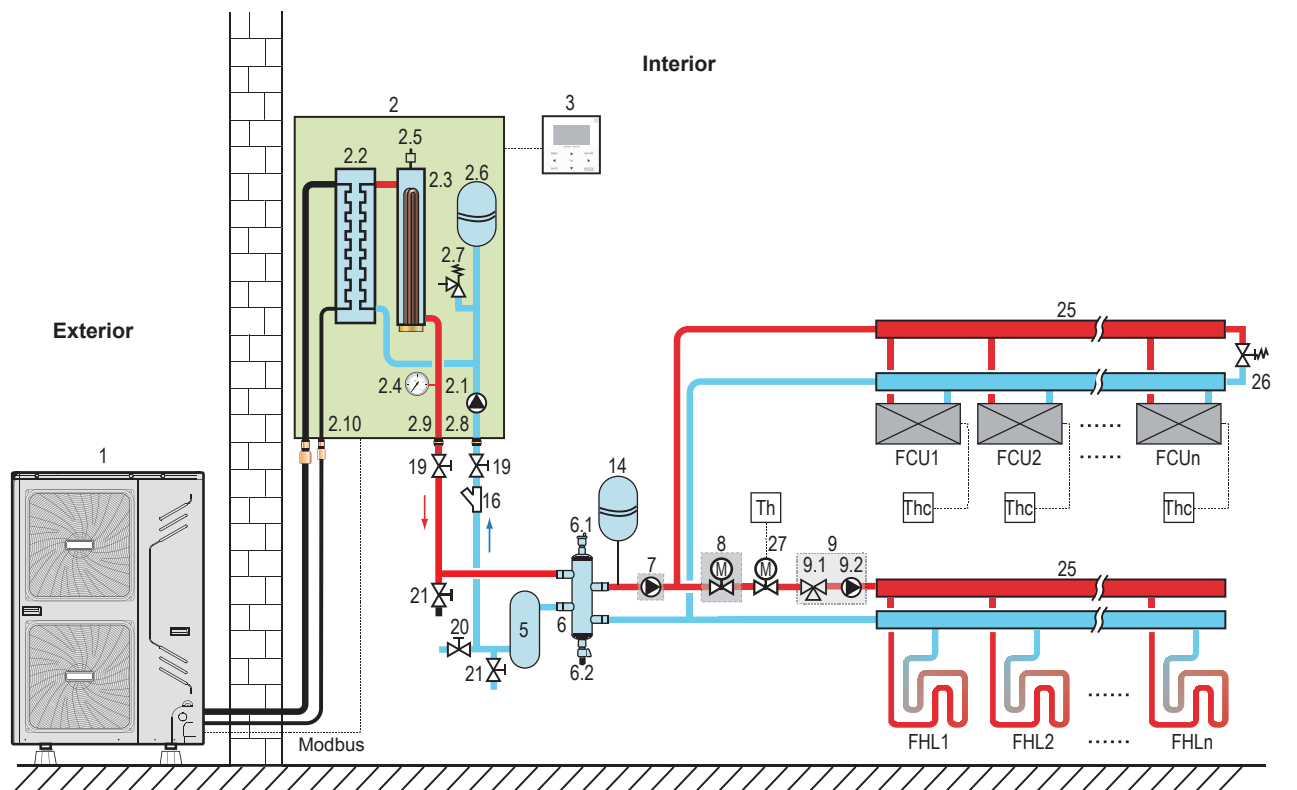 Interior
Exterior
2
3
2.5
2.2
2.3
2.6
2.7
2.4
2.1
2.10
2.9
2.8
1
19
19
16
21
20
21
5
6
6.1
6.2
14
7
8
Th
27
9
9.1
9.2
M
M
25
26
FCU1
FCU2
......
......
FCUn
Thc
Thc
Thc
25
FHL1
FHL2
......
......
FHLn
Modbus